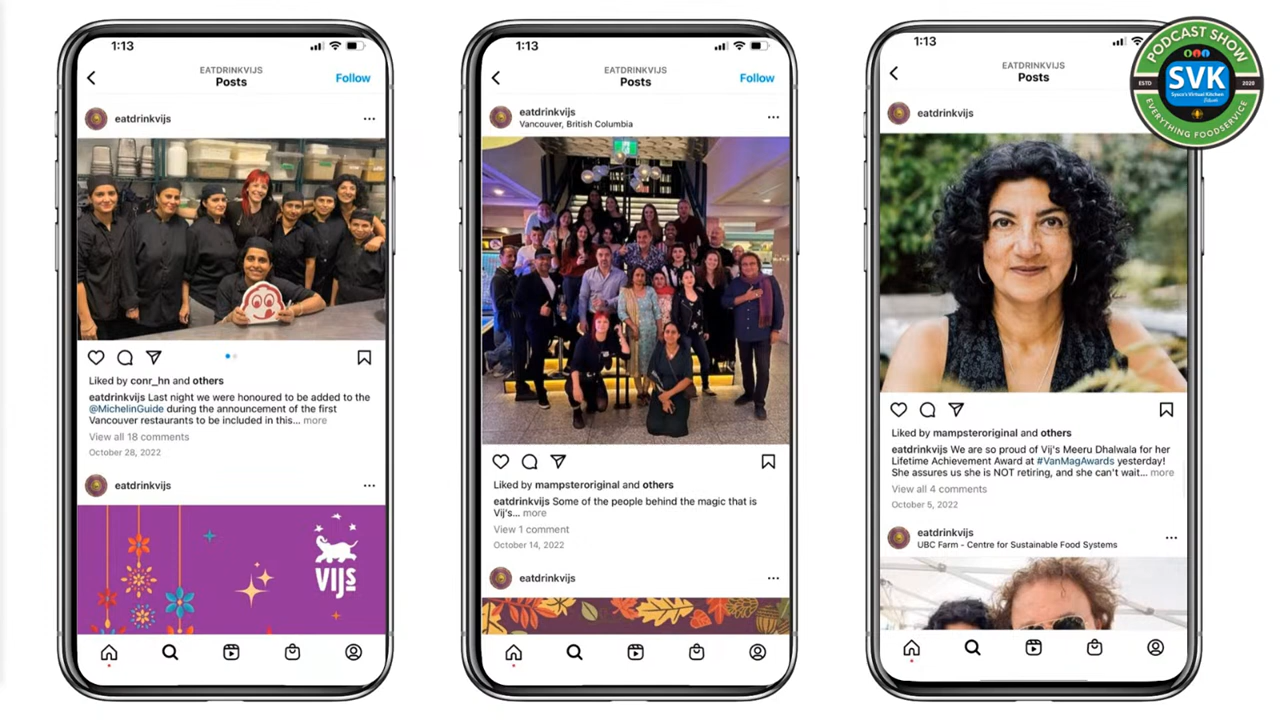 1:13
EATDRINKVIJS
Posts
Follow
eatdrinkvijs
Liked by conr_hn and others
eatdrinkvijs Last night we were honoured to be added to the
@MichelinGuide during the announcement of the first
Vancouver restaurants to be included in this... more
View all 18 comments
October 28, 2022
eatdrinkvijs
VIJS
1:13
EATDRINKVIJS
Posts
Follow
eatdrinkvijs
Vancouver, British Columbia
Liked by mampsteroriginal and others
eatdrinkvijs Some of the people behind the magic that is
Vij's... more
View 1 comment
October 14, 2022
eatdrinkvijs
1:13
EATDRINKVIJS
Posts
eatdrinkvijs
Liked by mampsteroriginal and others
eatdrinkvijs We are so proud of Vij's Meeru Dhalwala for her
Lifetime Achievement Award at #VanMagAwards yesterday!
She assures us she is NOT retiring, and she can't wait... more
View all 4 comments
October 5, 2022
eatdrinkvijs
UBC Farm - Centre for Sustainable Food Systems
PODCAST SHOW
ESTD
2020
SVK
Sysco's Virtual Kitchen
EVERYTHING FOODSERVICE